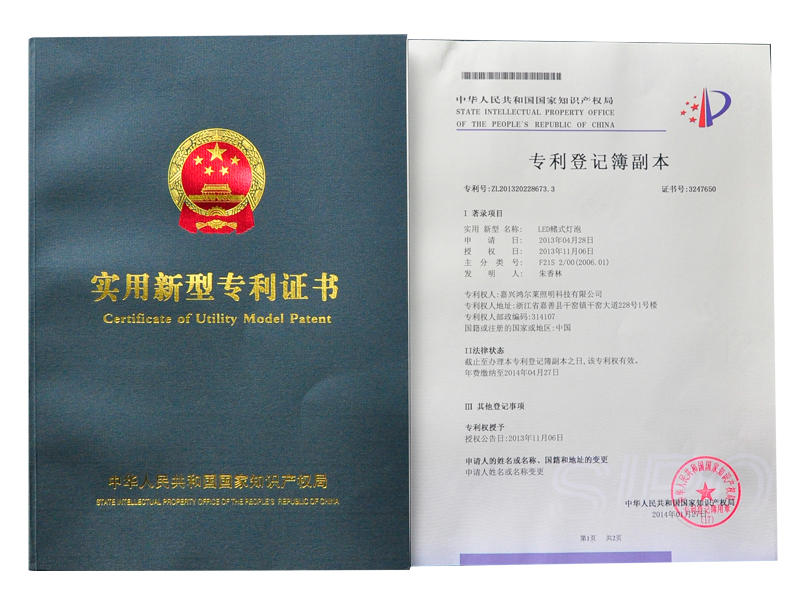 实用新型专利证书
Certificate of Utility Model Patent
中华人民共和国国家知识产权局
STATE INTELLECTUAL PROPERTY OFFICE OF THE PEOPLE'S REPUBLIC OF CHINA
中华人民共和国国家知识产权局
STATE INTELLECTUAL PROPERTY OFFICE
OF THE PEOPLE'S REPUBLIC OF CHINA
专利登记簿副本
专利号:ZL201320228673.3 证书号:3247650
I 著录项目
实用 新型 名称: LED桶式灯泡
申 请 日: 2013年04月28日
授 权 日: 2013年11月06日
主 分 类 号: F21S 2/00(2006.01)
发 明 人: 朱香林
专利权人:嘉兴鸿尔莱照明科技有限公司
专利权人地址:浙江省嘉善县干窑镇干窑大道228号1号楼
专利权人邮政编码:314107
国籍或注册的国家或地区:中国
II法律状态
截止至办理本专利登记簿副本之日,该专利权有效。
年费缴纳至2014年04月27日
III 其他登记事项
专利权授予
授权公告日:2013年11月06日
申请人的姓名或名称、国籍和地址的变更
申请人姓名或名称变更
中华人民共和国国家知识产权局
2014年01月27日
第1页 共2页